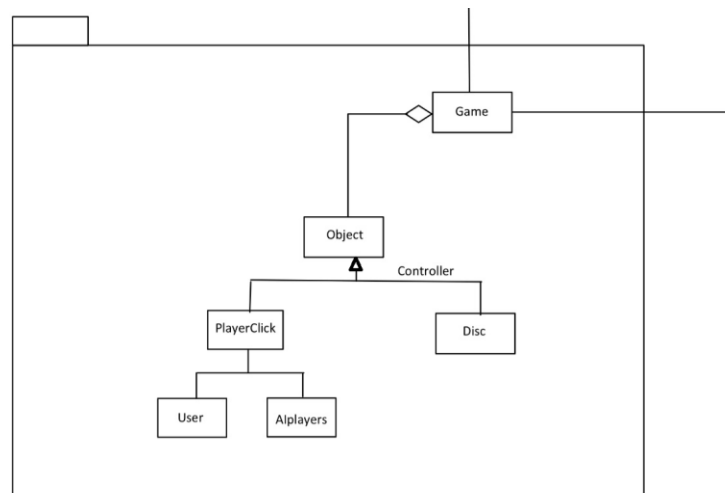 Game
Object
Controller
PlayerClick
Disc
User
AIplayers